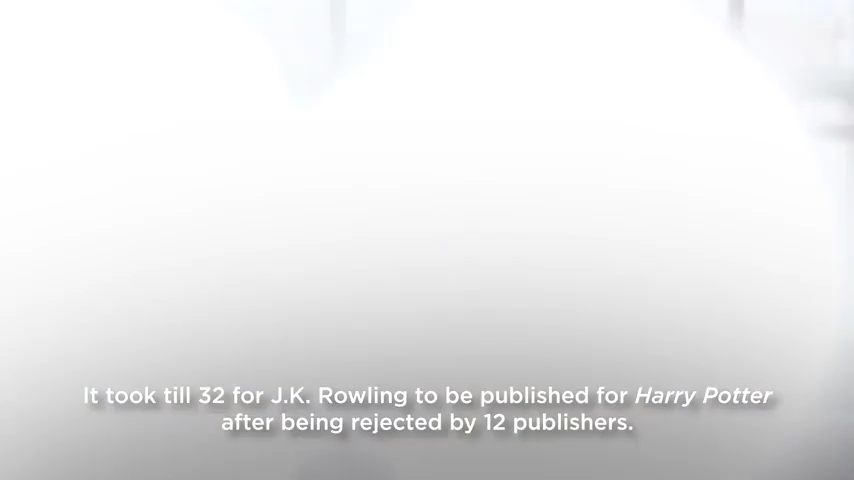 It took till 32 for J.K. Rowling to be published for Harry Potter
after being rejected by 12 publishers.